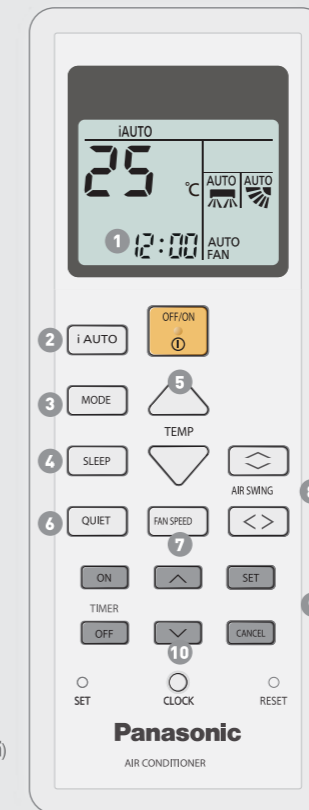 iAUTO
25 °C AUTO AUTO
1 12:00 AUTO
FAN
OFF/ON
2 i AUTO
3 MODE 5
TEMP
4 SLEEP
AIR SWING
6 QUIET FAN SPEED
7
ON SET
TIMER
OFF CANCEL
10
SET CLOCK RESET
Panasonic
AIR CONDITIONER